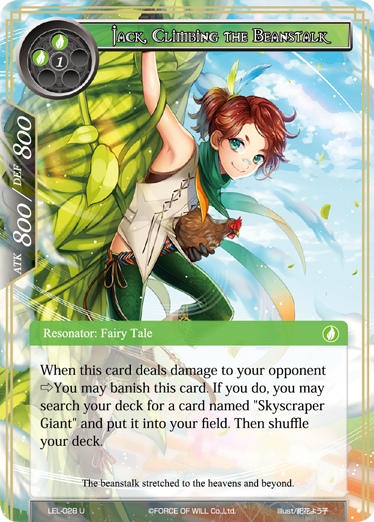 Jack, Climbing the Beanstalk
1
ATK 800 / DEF 800
Resonator: Fairy Tale
When this card deals damage to your opponent
⇨You may banish this card. If you do, you may
search your deck for a card named "Skyscraper
Giant" and put it into your field. Then shuffle
your deck.
The beanstalk stretched to the heavens and beyond.
LEL-028 U
©FORCE OF WILL Co.,Ltd.
Illust/